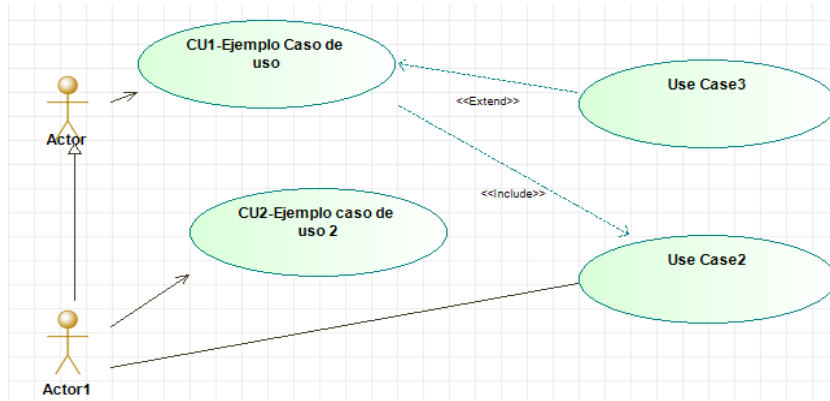 CU1-Ejemplo Caso de
uso
Use Case3
<<Extend>>
Actor
<<Include>>
CU2-Ejemplo caso de
uso 2
Use Case2
Actor1